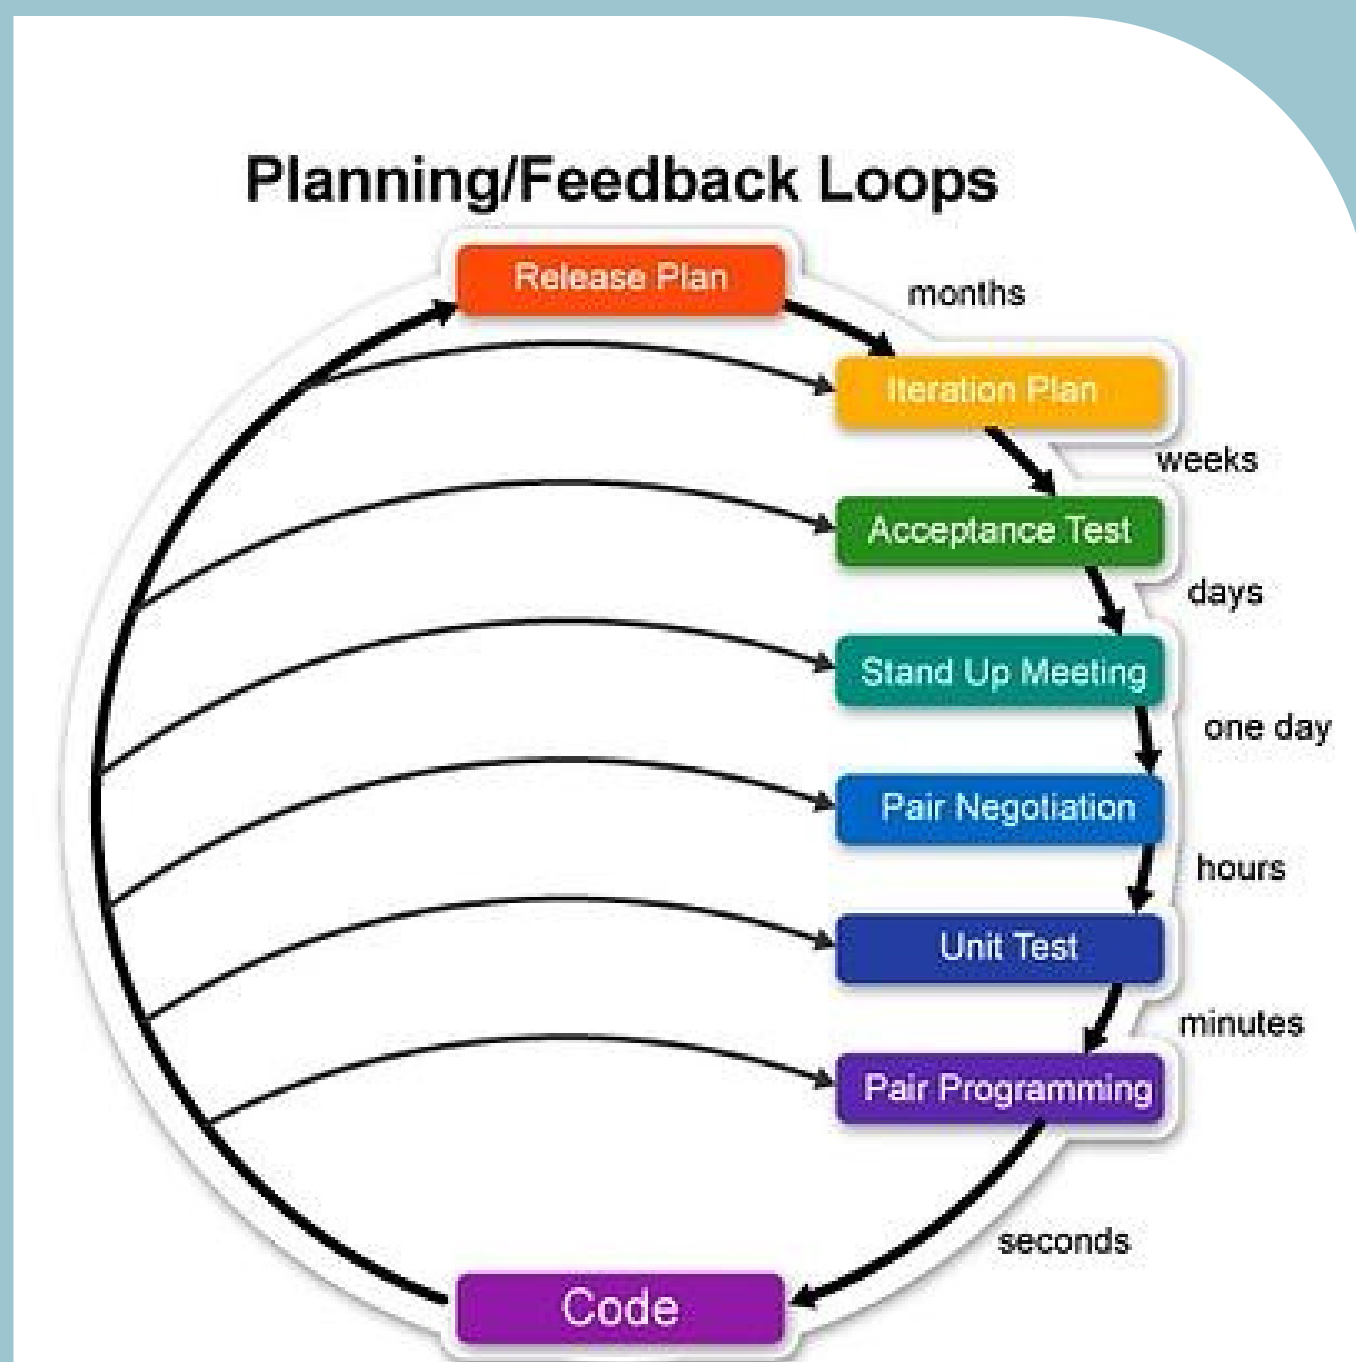 Planning/Feedback Loops
Release Plan
months
Iteration Plan
weeks
Acceptance Test
days
Stand Up Meeting
one day
Pair Negotiation
hours
Unit Test
minutes
Pair Programming
seconds
Code